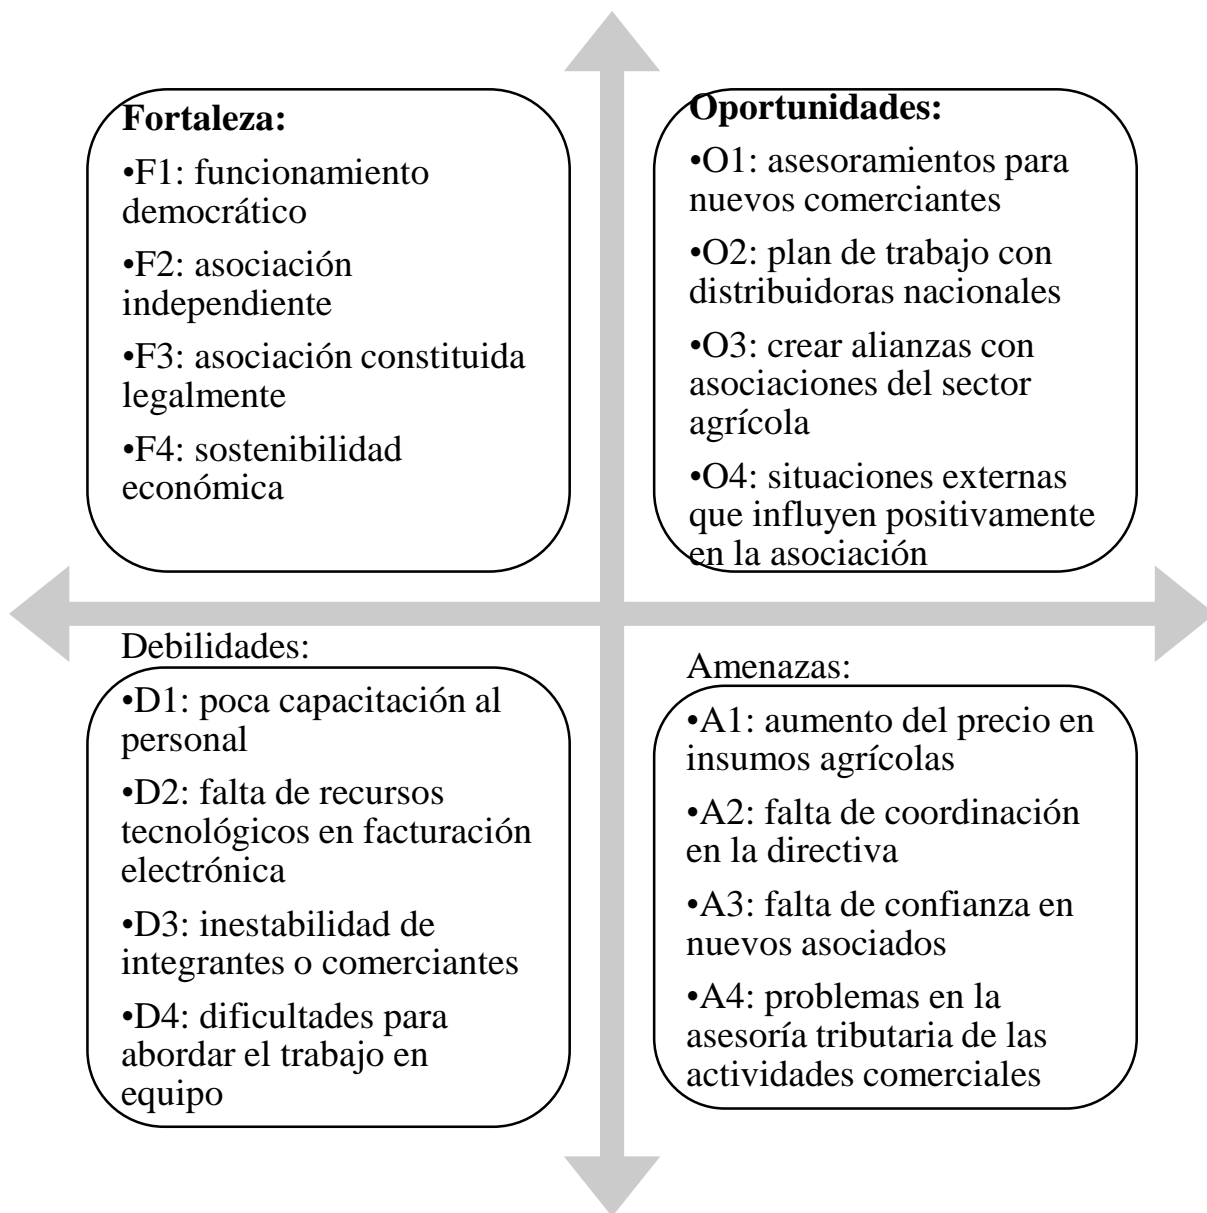 Fortaleza:
•F1: funcionamiento
democrático
•F2: asociación
independiente
•F3: asociación constituida
legalmente
•F4: sostenibilidad
económica
Oportunidades:
•O1: asesoramientos para
nuevos comerciantes
•O2: plan de trabajo con
distribuidoras nacionales
•O3: crear alianzas con
asociaciones del sector
agrícola
•O4: situaciones externas
que influyen positivamente
en la asociación
Debilidades:
•D1: poca capacitación al
personal
•D2: falta de recursos
tecnológicos en facturación
electrónica
•D3: inestabilidad de
integrantes o comerciantes
•D4: dificultades para
abordar el trabajo en
equipo
Amenazas:
•A1: aumento del precio en
insumos agrícolas
•A2: falta de coordinación
en la directiva
•A3: falta de confianza en
nuevos asociados
•A4: problemas en la
asesoría tributaria de las
actividades comerciales